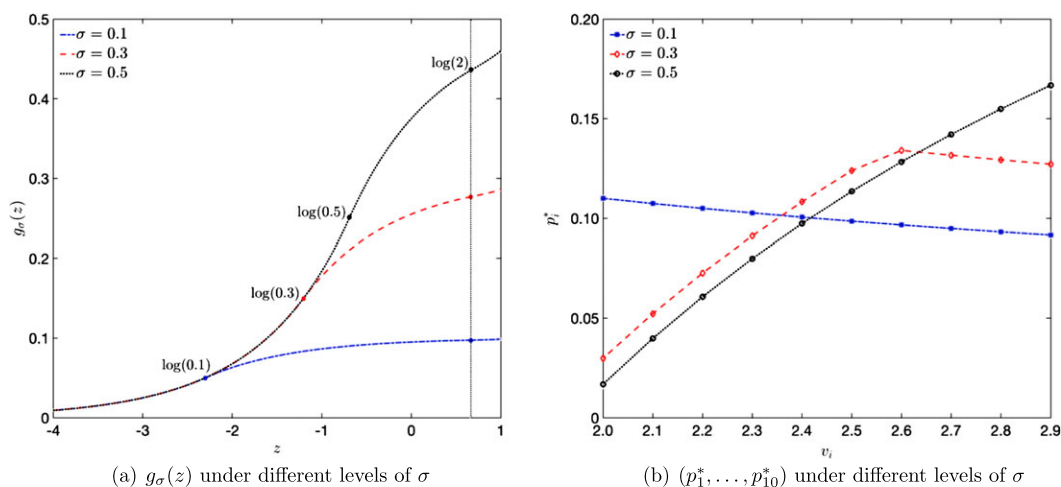 0.5
0.4
0.3
0.2
0.1
0
-4
-3
-2
-1
0
1
g_σ(z)
z
σ = 0.1
σ = 0.3
σ = 0.5
log(2)
log(0.5)
log(0.3)
log(0.1)
(a) g_σ(z) under different levels of σ
0.20
0.15
0.10
0.05
0
2.0
2.1
2.2
2.3
2.4
2.5
2.6
2.7
2.8
2.9
p_i^*
v_i
σ = 0.1
σ = 0.3
σ = 0.5
(b) (p_1^*, . . . , p_10^*) under different levels of σ